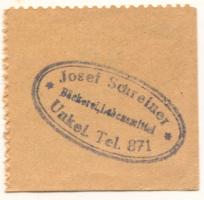 Josef Schreiner
Bäckerei, Lebensmittel
Unkel. Tel. 871